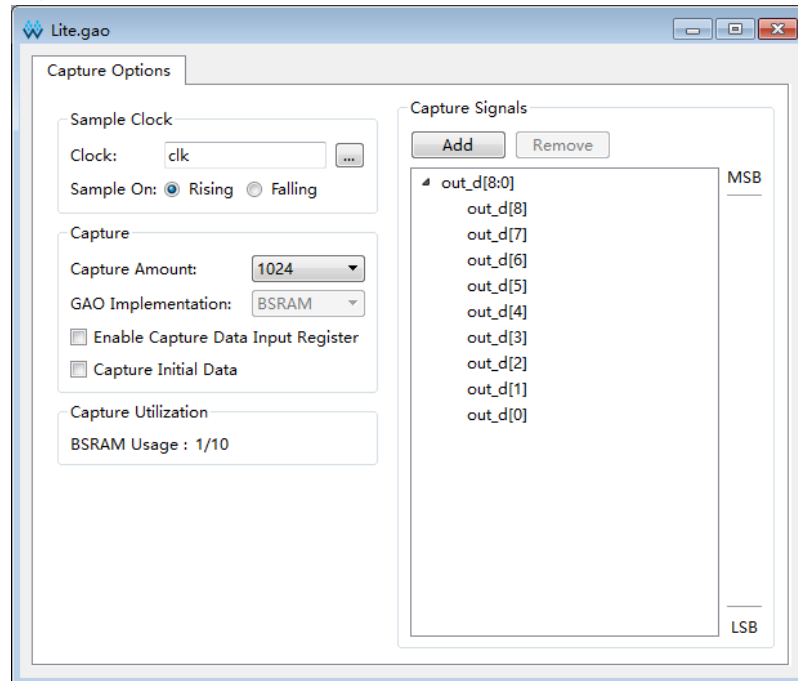 Lite.gao
Capture Options
Sample Clock
Clock: clk ...
Sample On: Rising Falling
Capture
Capture Amount: 1024
GAO Implementation: BSRAM
Enable Capture Data Input Register
Capture Initial Data
Capture Utilization
BSRAM Usage : 1/10
Capture Signals
Add Remove
out_d[8:0]
out_d[8]
out_d[7]
out_d[6]
out_d[5]
out_d[4]
out_d[3]
out_d[2]
out_d[1]
out_d[0]
MSB
LSB